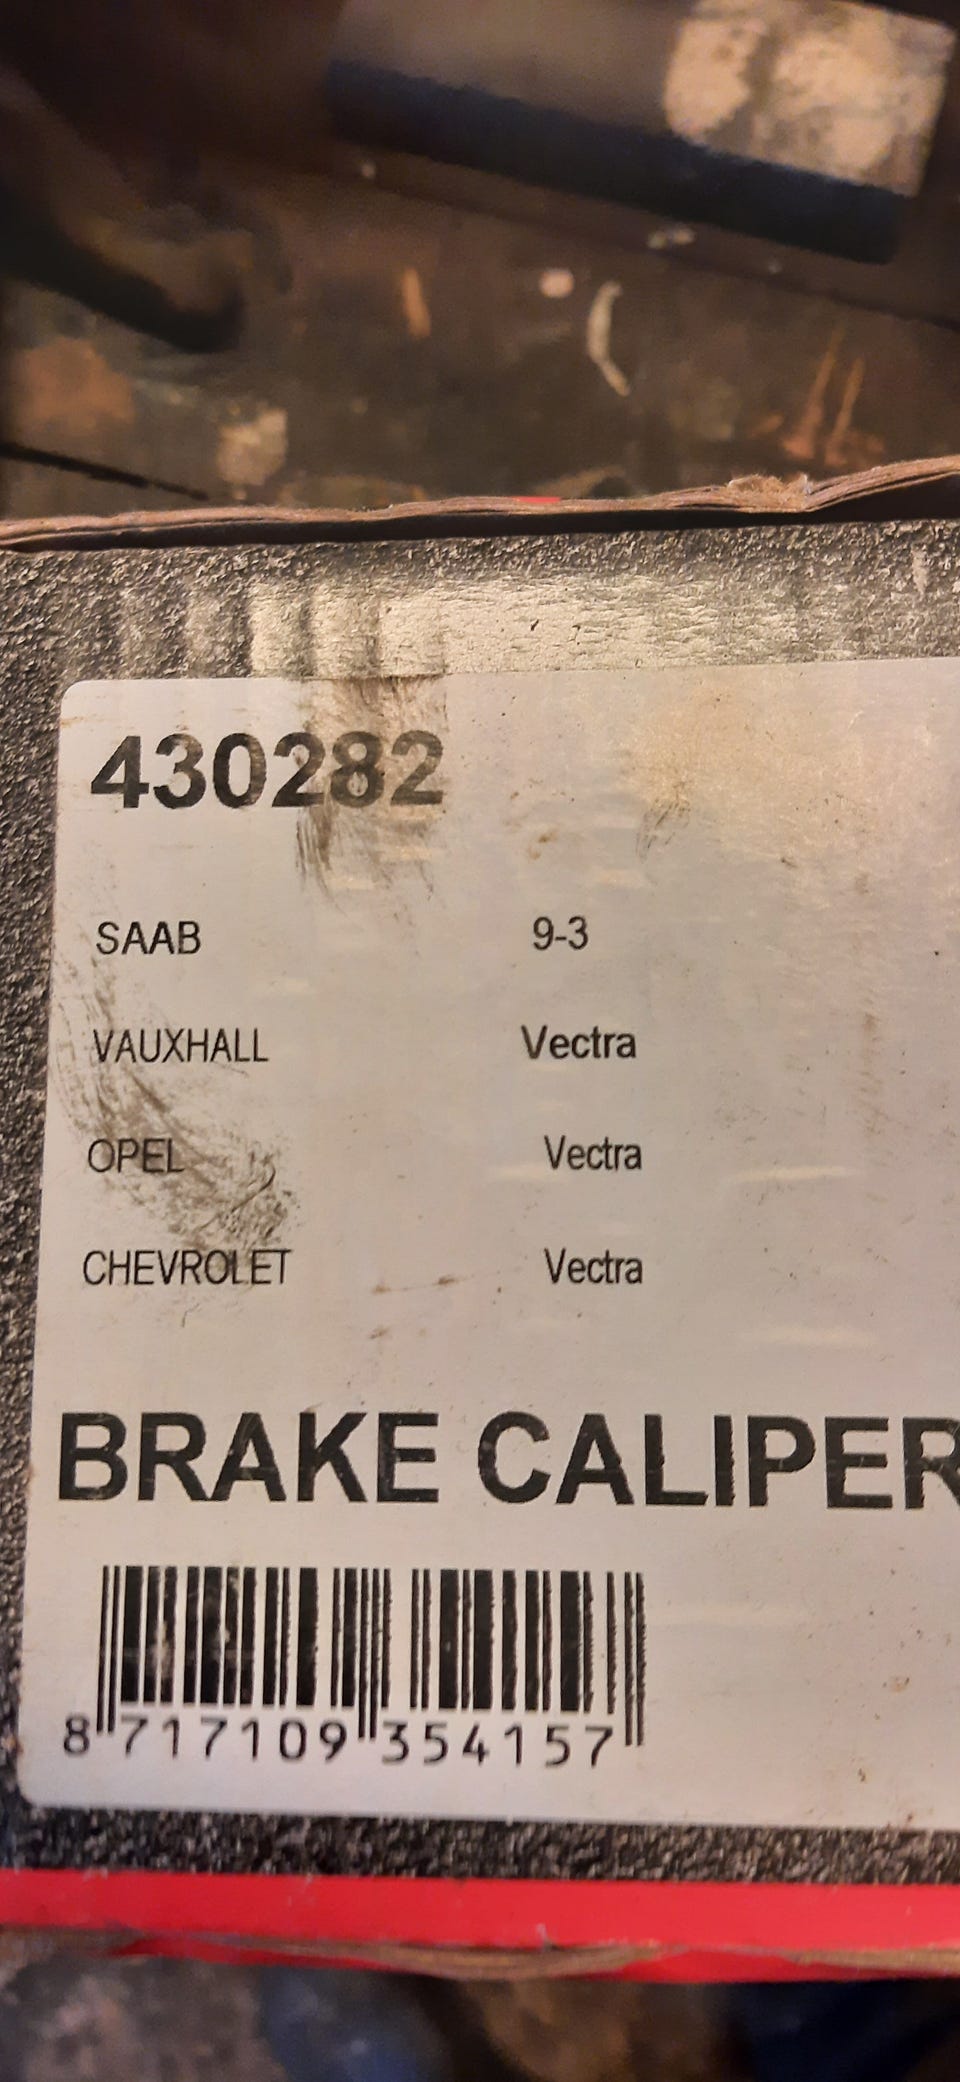 430282
SAAB 9-3
VAUXHALL Vectra
OPEL Vectra
CHEVROLET Vectra
BRAKE CALIPER
8 717109 354157